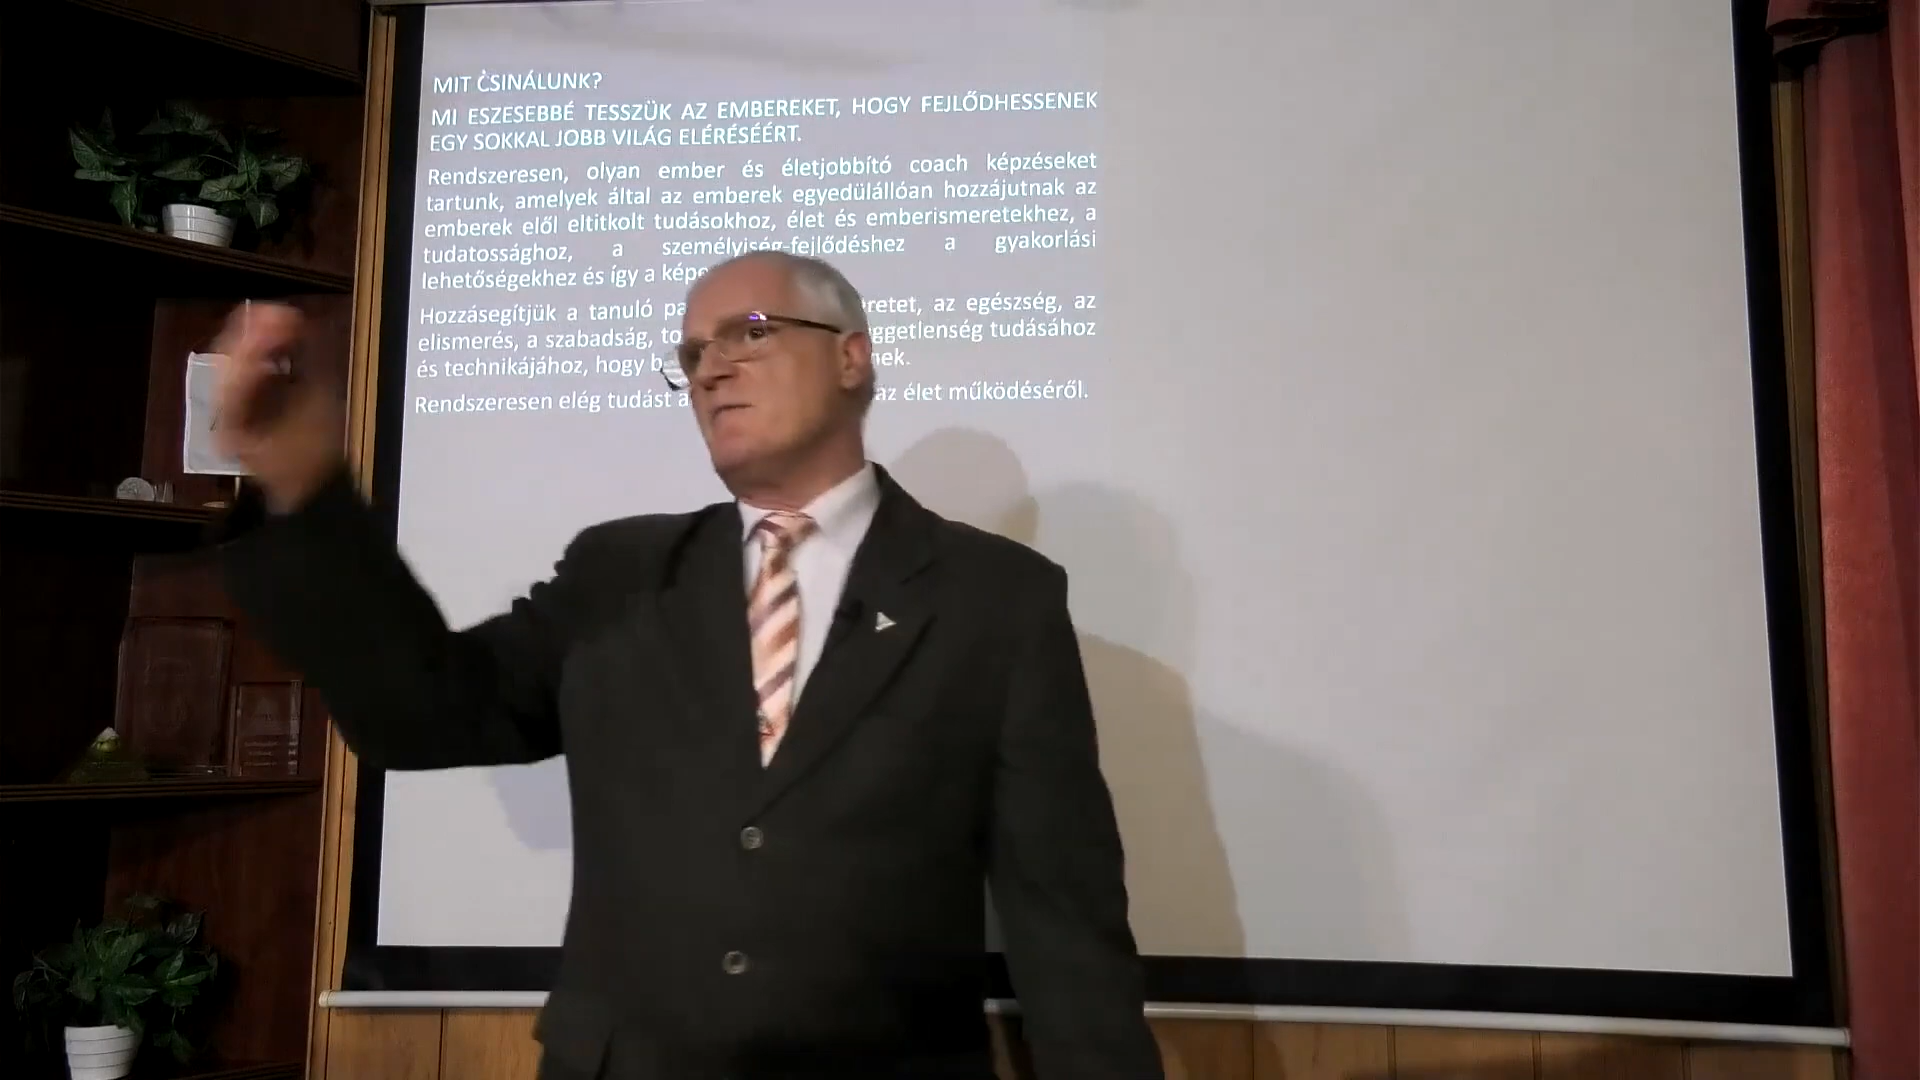 MIT CSINÁLUNK?
MI ESZESEBBÉ TESSZÜK AZ EMBEREKET, HOGY FEJLŐDHESSENEK
EGY SOKKAL JOBB VILÁG ELÉRÉSÉÉRT.
Rendszeresen, olyan ember és életjobbító coach képzéseket
tartunk, amelyek által az emberek egyedülállóan hozzájutnak az
emberek elől eltitkolt tudásokhoz, élet és emberismeretekhez, a
tudatossághoz, a személyiség-fejlődéshez a gyakorlási
lehetőségekhez és így a
Hozzásegítjük a tanuló az egészség, az
elismerés, a szabadság, tudásához
és technikájához, hogy
Rendszeresen elég tudást az élet működéséről.